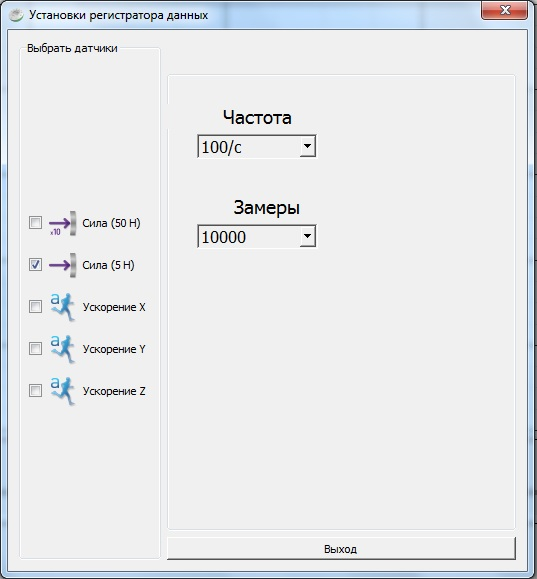 Установки регистратора данных
Выбрать датчики
Частота
100/с
Замеры
10000
x10
Сила (50 Н)
Сила (5 Н)
a
Ускорение X
a
Ускорение Y
a
Ускорение Z
Выход